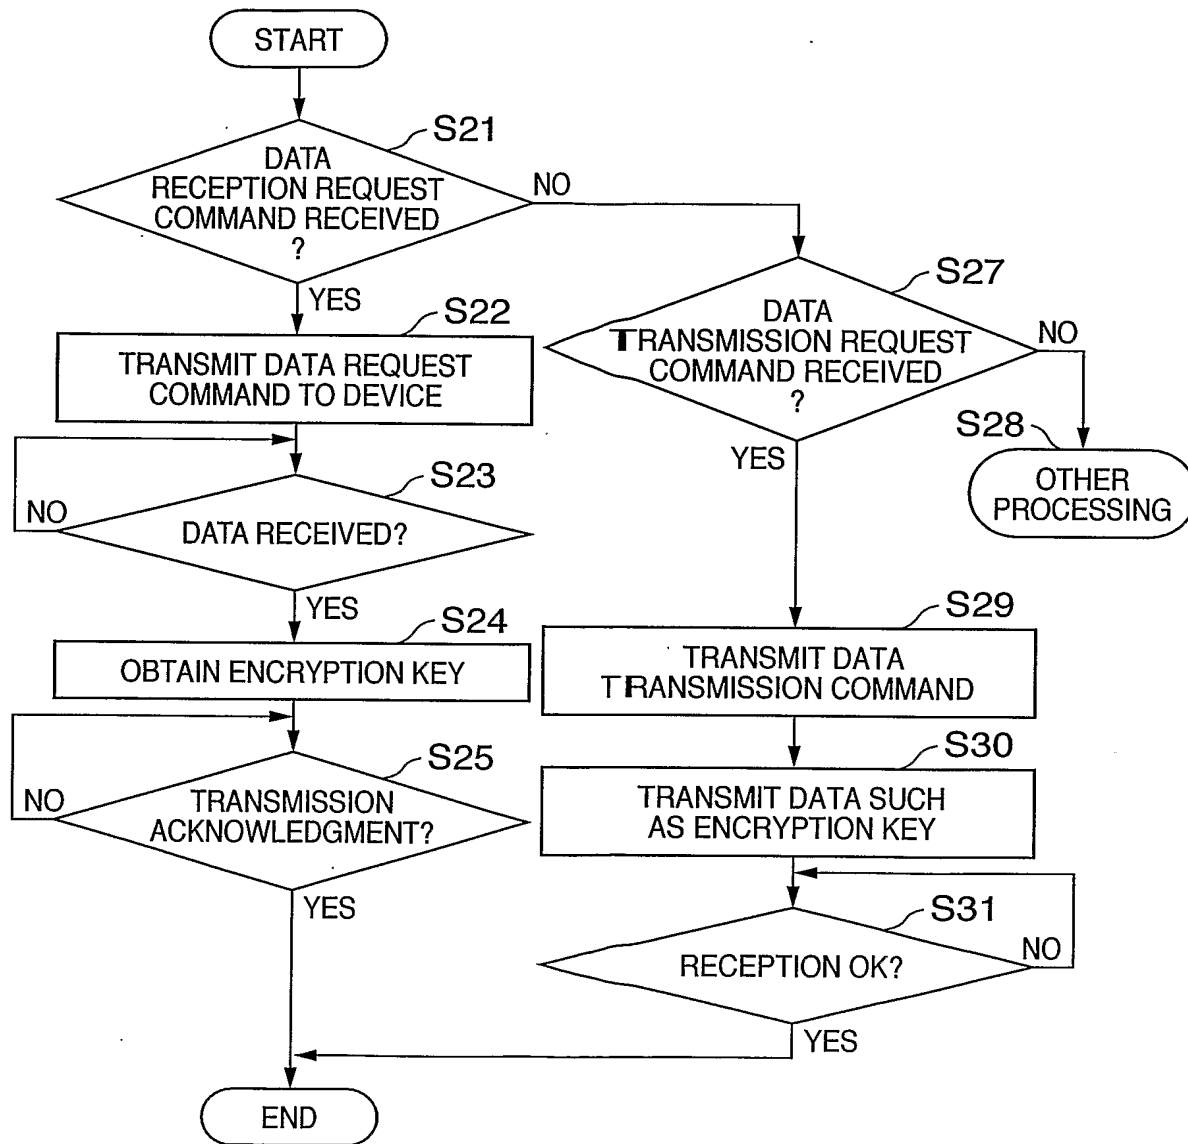 START
S21
DATA
RECEPTION REQUEST
COMMAND RECEIVED
?
NO
YES
S22
TRANSMIT DATA REQUEST
COMMAND TO DEVICE
S23
NO
DATA RECEIVED?
YES
S24
OBTAIN ENCRYPTION KEY
S25
NO
TRANSMISSION
ACKNOWLEDGMENT?
YES
S27
DATA
TRANSMISSION REQUEST
COMMAND RECEIVED
?
NO
YES
S28
OTHER
PROCESSING
S29
TRANSMIT DATA
TRANSMISSION COMMAND
S30
TRANSMIT DATA SUCH
AS ENCRYPTION KEY
S31
RECEPTION OK?
NO
YES
END